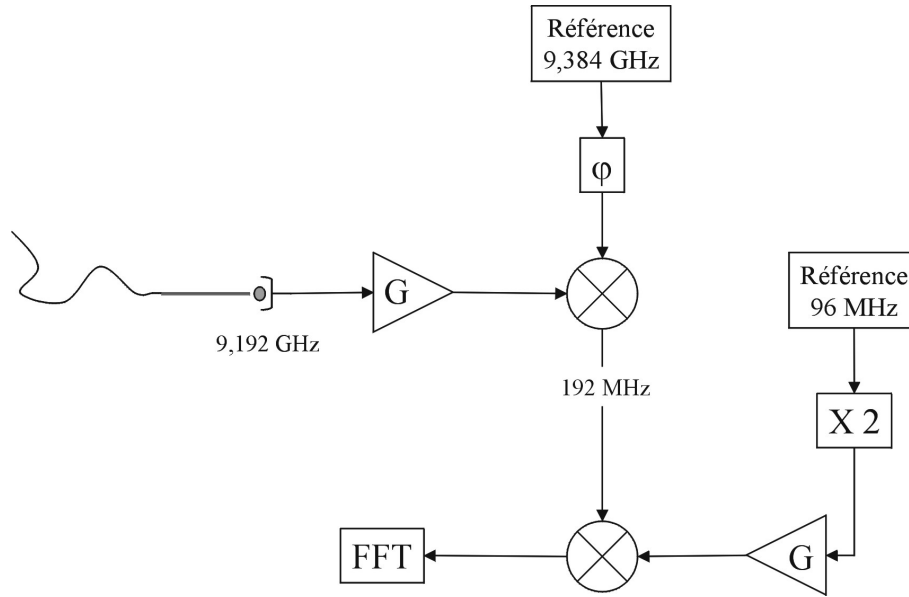 Référence
9,384 GHz
φ
G
9,192 GHz
Référence
96 MHz
192 MHz
X 2
FFT
G